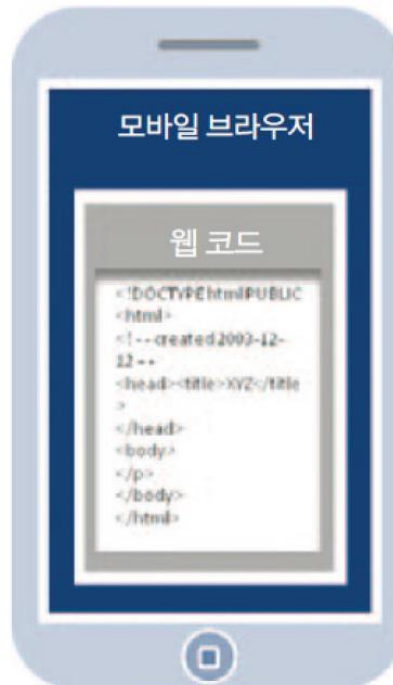 모바일 브라우저
웹 코드
<!DOCTYPE html PUBLIC
<html>
<!-- created 2003-12-
12 --
<head><title>XYZ</title
>
</head>
<body>
</p>
</body>
</html>